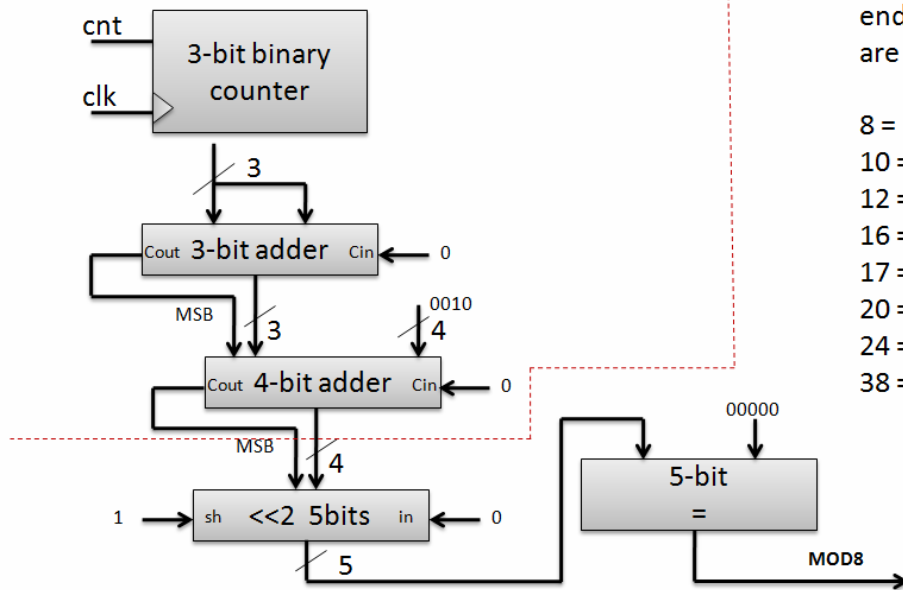 cnt
clk
3-bit binary
counter
3
Cout 3-bit adder Cin 0
MSB
3
0010
4
Cout 4-bit adder Cin 0
MSB
4
1 sh <<2 5bits in 0
5
00000
5-bit
=
MOD8
end
are
8 =
10 =
12 =
16 =
17 =
20 =
24 =
38 =